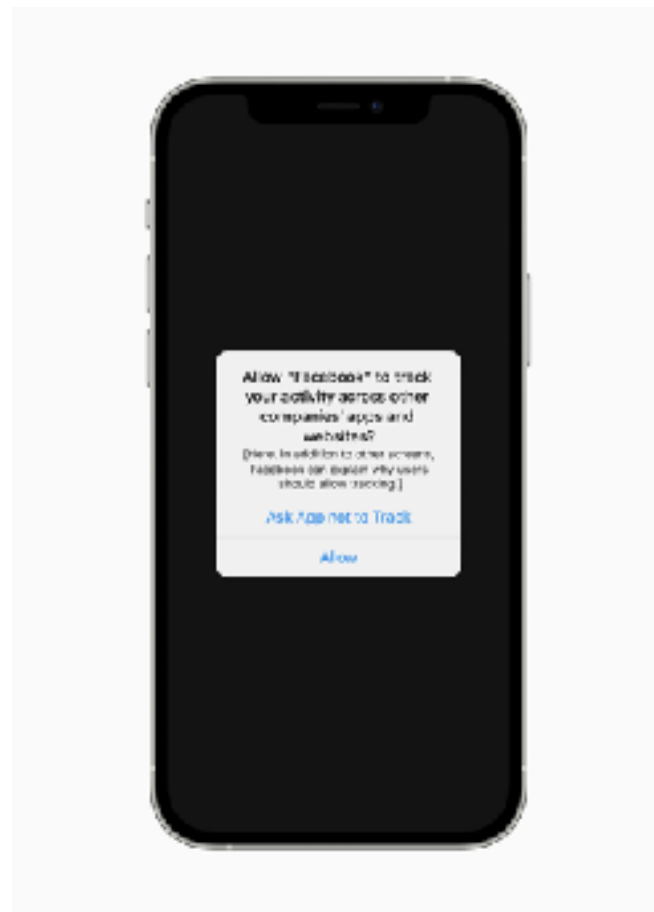 Allow "Facebook" to track
your activity across other
companies' apps and
websites?
[Here, in addition to other screens,
Facebook can explain why users
should allow tracking.]
Ask App not to Track
Allow